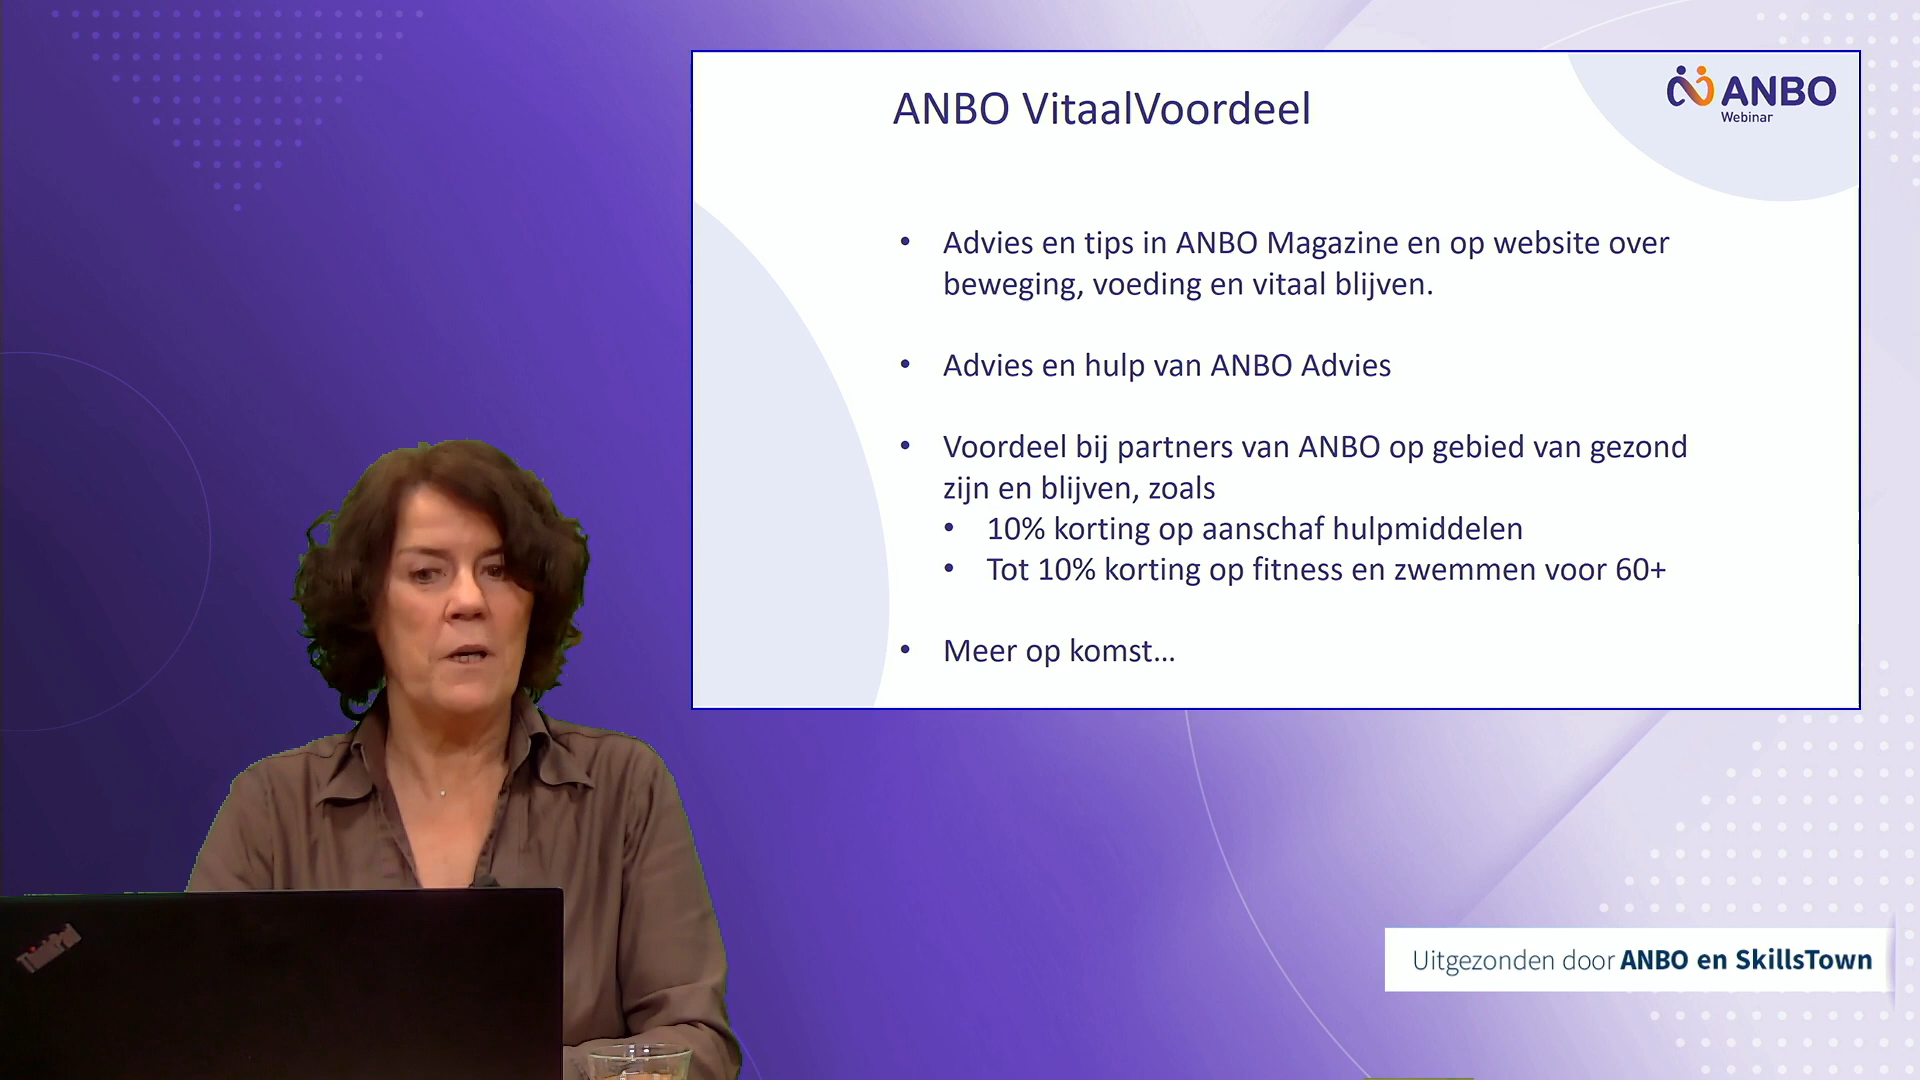 ANBO VitaalVoordeel
ANBO
Webinar
• Advies en tips in ANBO Magazine en op website over
beweging, voeding en vitaal blijven.
• Advies en hulp van ANBO Advies
• Voordeel bij partners van ANBO op gebied van gezond
zijn en blijven, zoals
• 10% korting op aanschaf hulpmiddelen
• Tot 10% korting op fitness en zwemmen voor 60+
• Meer op komst...
Uitgezonden door ANBO en SkillsTown